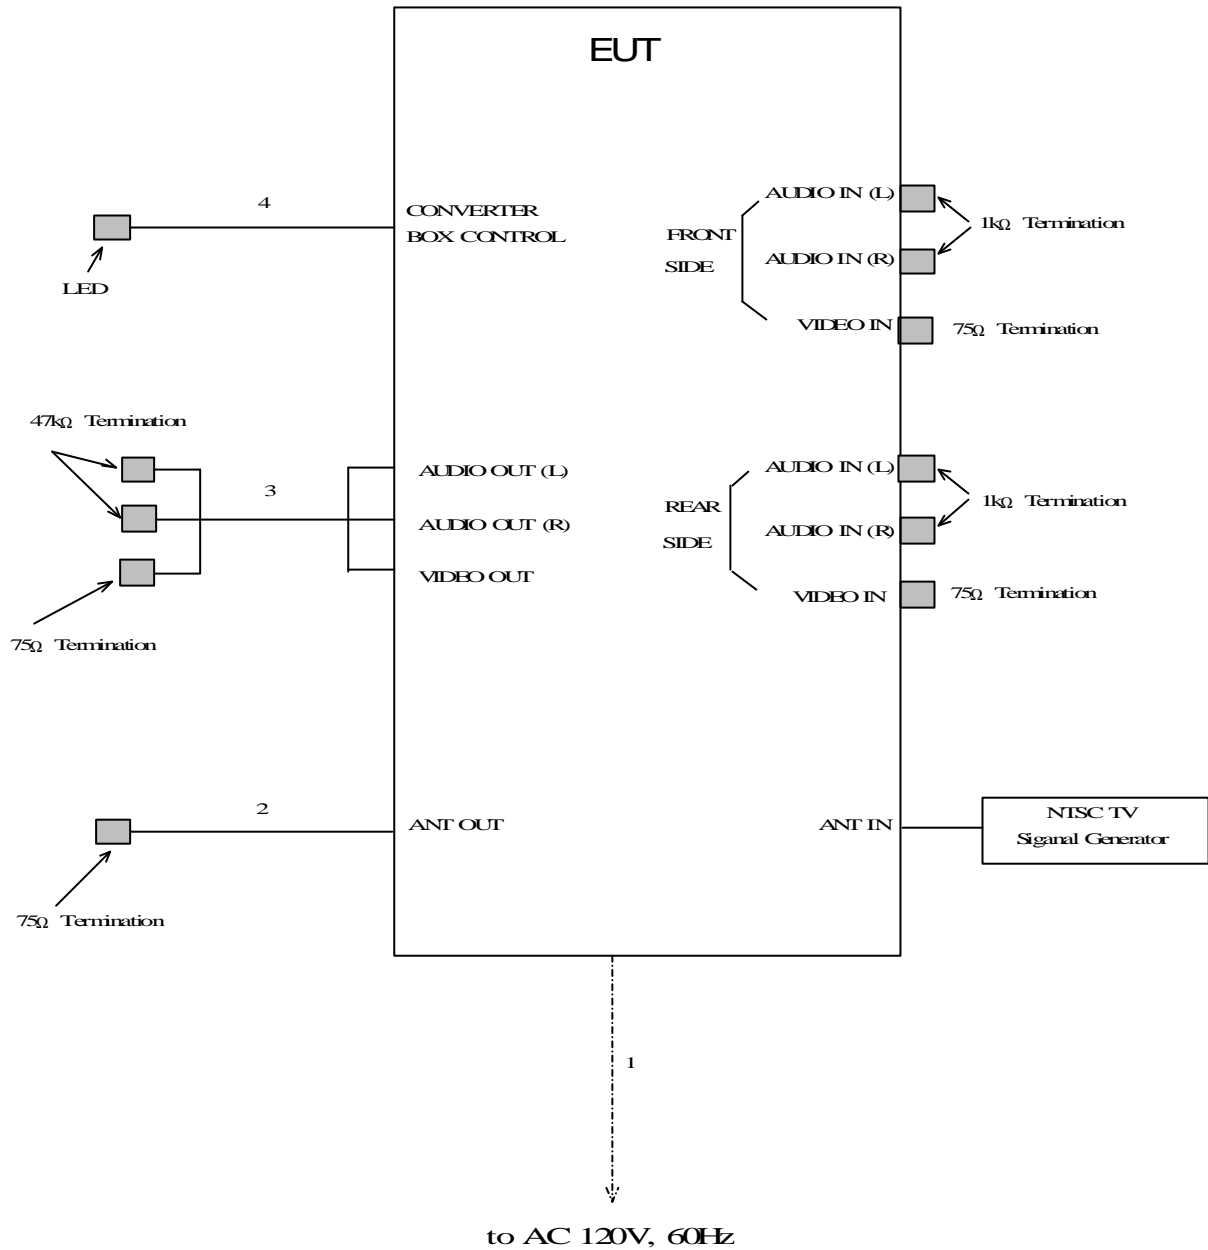 EUT
4
CONVERTER
BOX CONTROL
LED
AUDIO IN (L)
FRONT
SIDE
AUDIO IN (R)
VIDEO IN
1kΩ Termination
75Ω Termination
47kΩ Termination
3
AUDIO OUT (L)
AUDIO OUT (R)
VIDEO OUT
75Ω Termination
AUDIO IN (L)
REAR
SIDE
AUDIO IN (R)
VIDEO IN
1kΩ Termination
75Ω Termination
2
ANT OUT
75Ω Termination
ANT IN
NTSC TV
Siganal Generator
1
to AC 120V, 60Hz